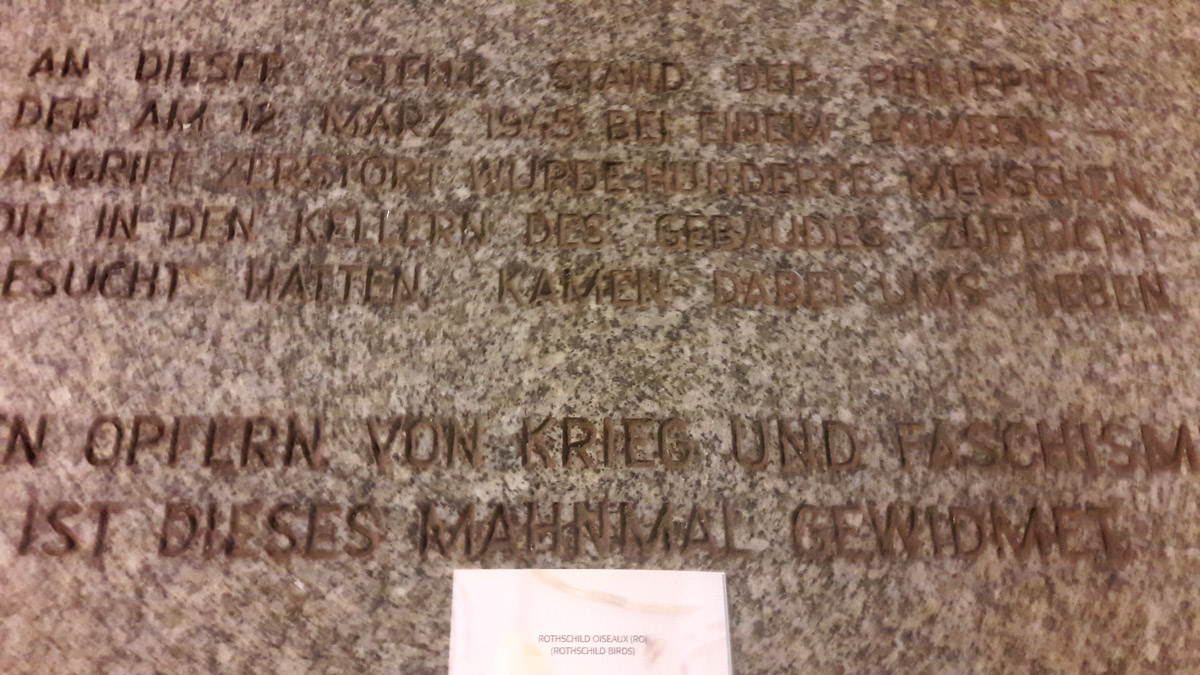 AN DIESER STELLE STAND DER PHILIPPHOF
DER AM 12 MÄRZ 1945 BEI EINEM BOMBEN –
ANGRIFF ZERSTÖRT WURDE HUNDERTE MENSCHEN
DIE IN DEN KELLERN DES GEBÄUDES ZUFLUCHT
GESUCHT HATTEN KAMEN DABEI UMS LEBEN
EN OPFERN VON KRIEG UND FASCHISM
IST DIESES MAHNMAL GEWIDMET
ROTHSCHILD OISEAUX (RO)
(ROTHSCHILD BIRDS)